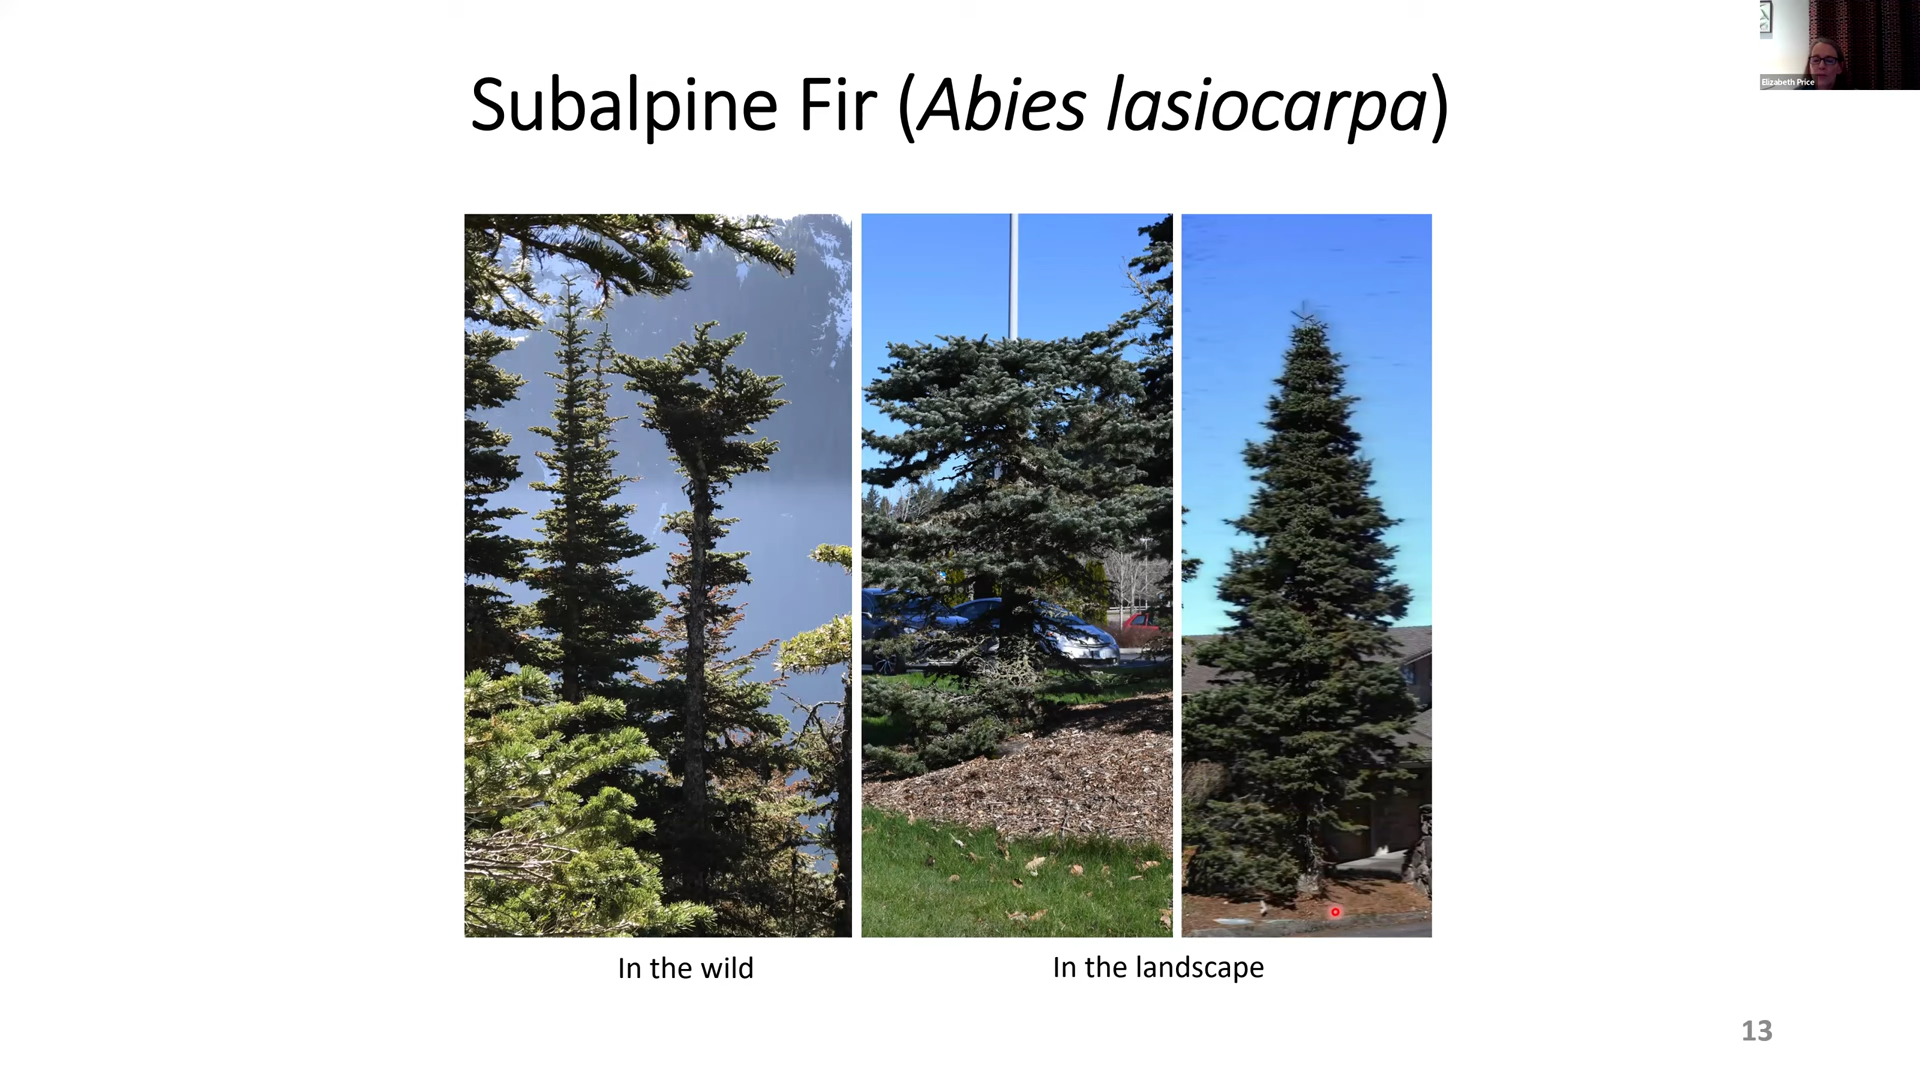 Subalpine Fir (Abies lasiocarpa)
Elizabeth Price
In the wild
In the landscape
13